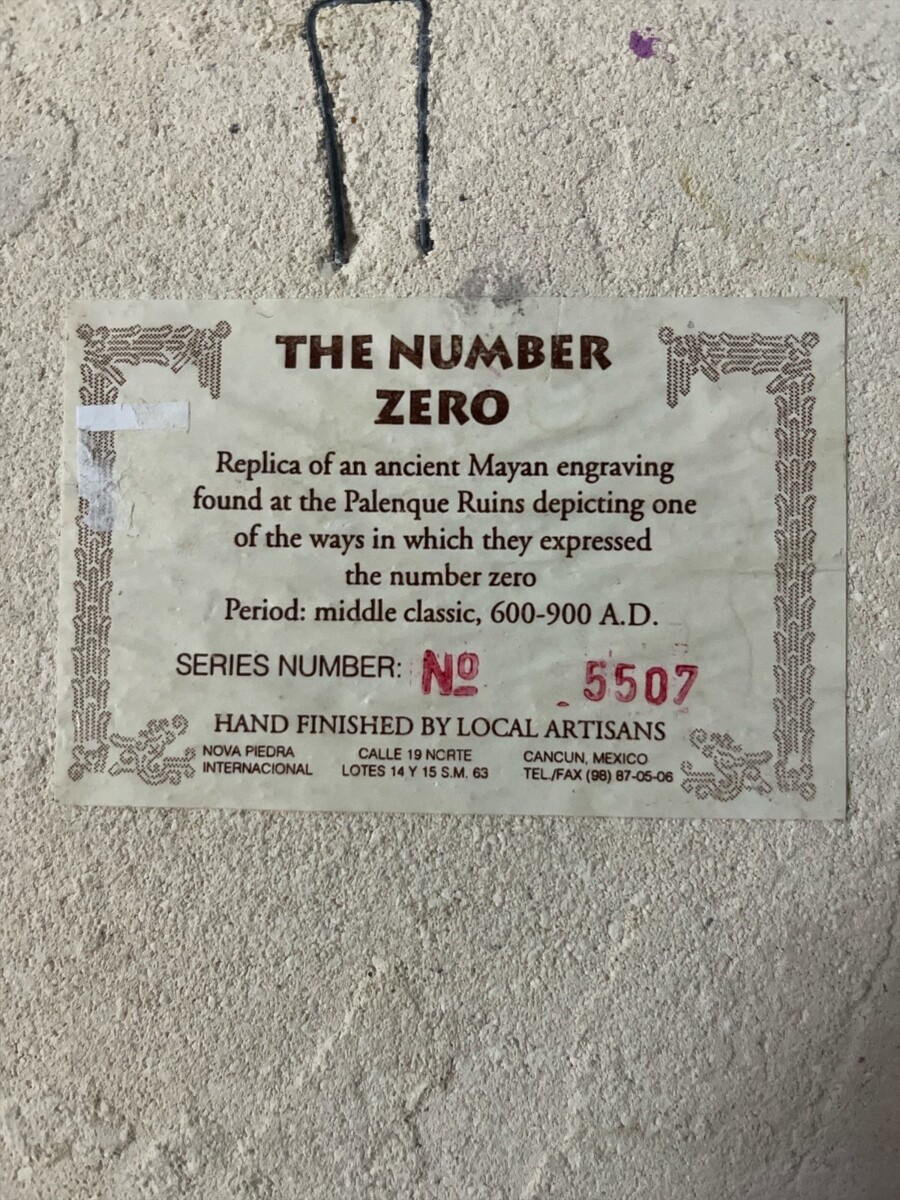 THE NUMBER
ZERO
Replica of an ancient Mayan engraving
found at the Palenque Ruins depicting one
of the ways in which they expressed
the number zero
Period: middle classic, 600-900 A.D.
SERIES NUMBER: Nº 5507
HAND FINISHED BY LOCAL ARTISANS
NOVA PIEDRA CALLE 19 NORTE CANCUN, MEXICO
INTERNACIONAL LOTES 14 Y 15 S.M. 63 TEL./FAX (98) 87-05-06